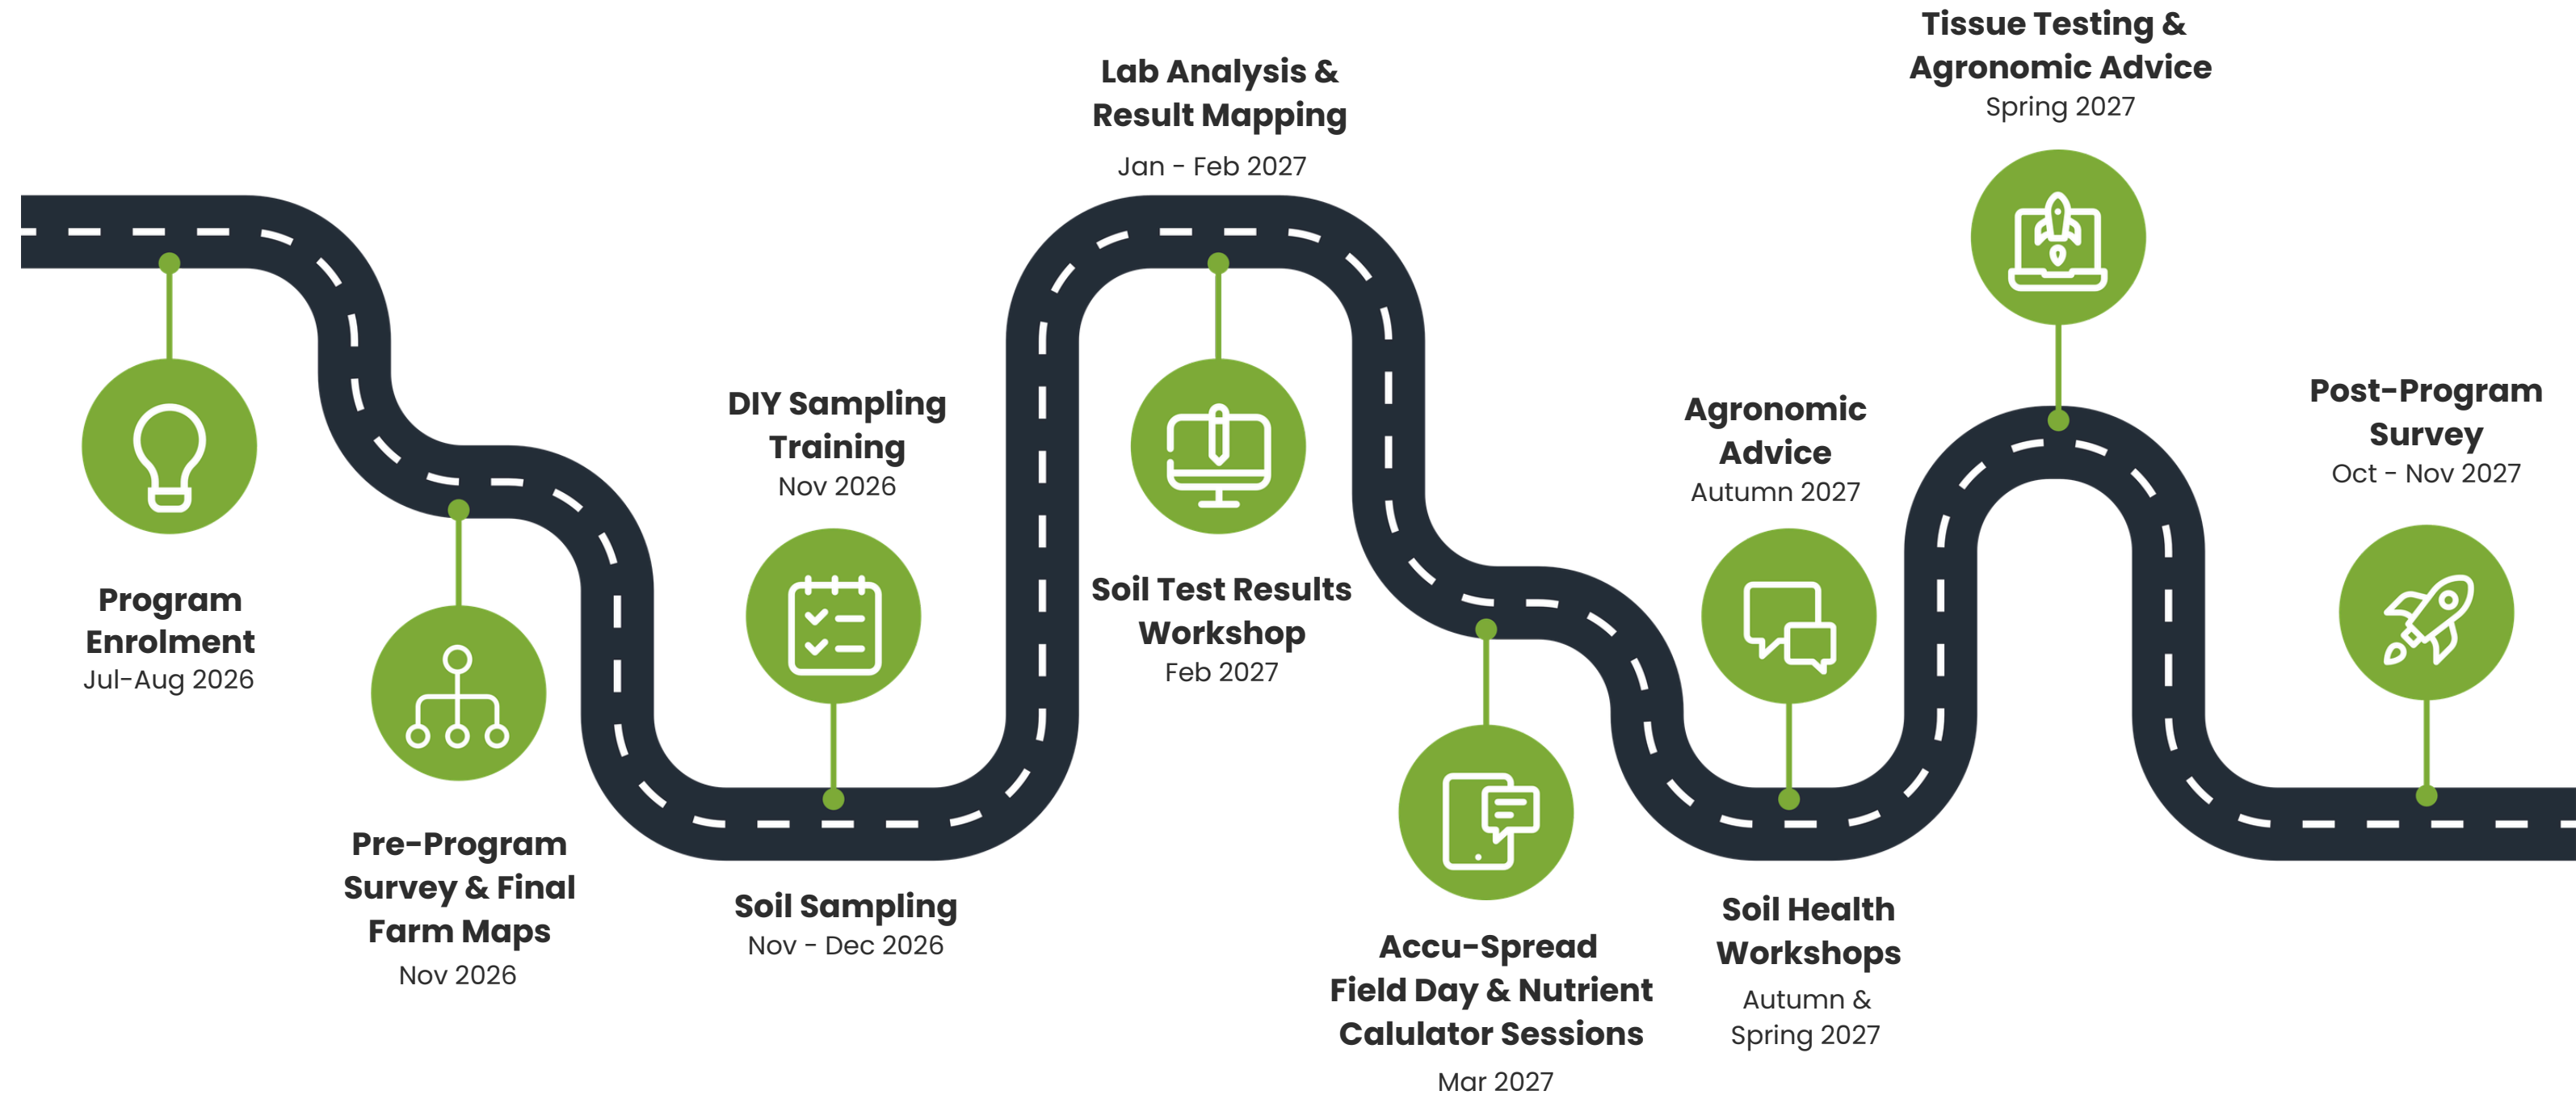 Program
Enrolment
Jul-Aug 2026
Pre-Program
Survey & Final
Farm Maps
Nov 2026
DIY Sampling
Training
Nov 2026
Soil Sampling
Nov - Dec 2026
Lab Analysis &
Result Mapping
Jan - Feb 2027
Soil Test Results
Workshop
Feb 2027
Accu-Spread
Field Day & Nutrient
Calulator Sessions
Mar 2027
Agronomic
Advice
Autumn 2027
Soil Health
Workshops
Autumn &
Spring 2027
Tissue Testing &
Agronomic Advice
Spring 2027
Post-Program
Survey
Oct - Nov 2027